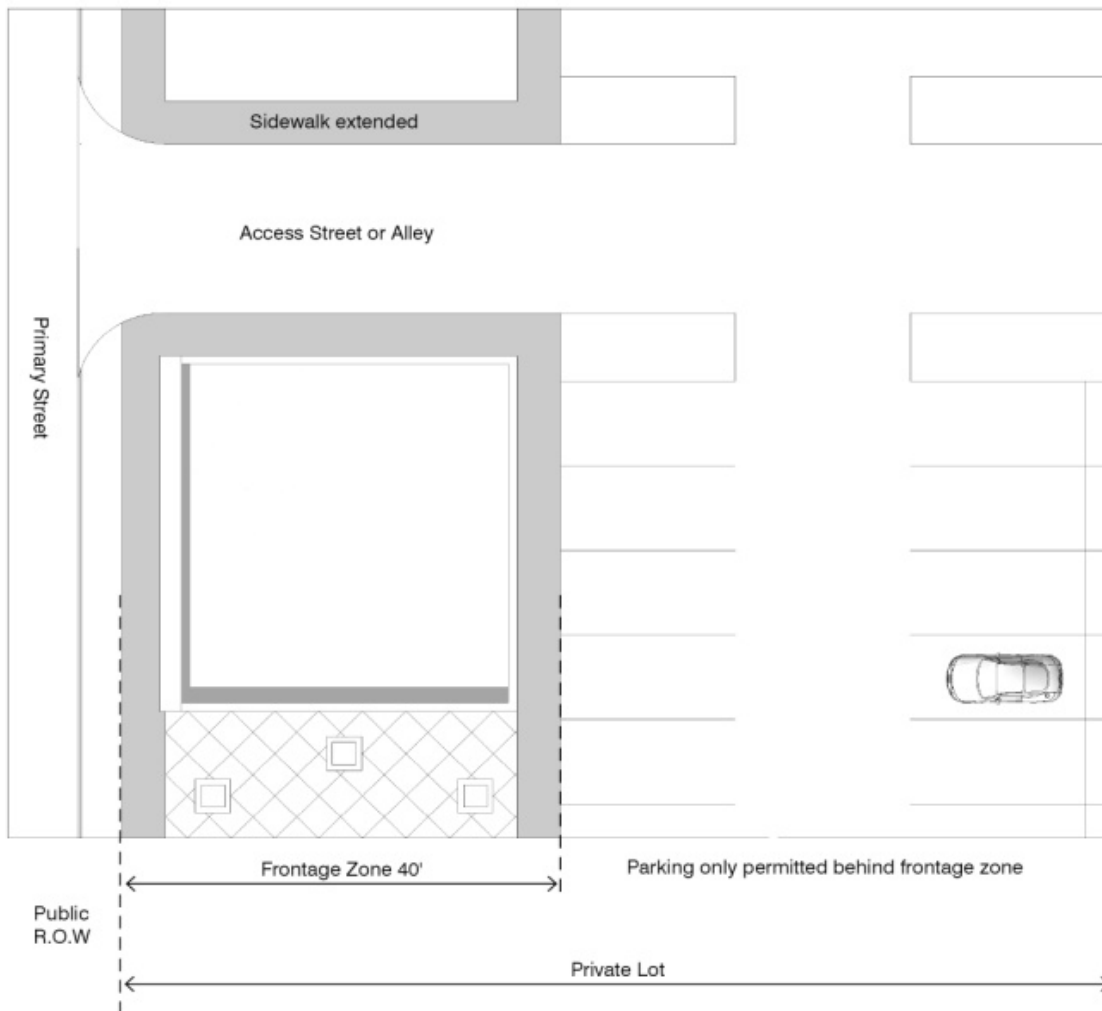 Sidewalk extended
Access Street or Alley
Primary Street
Frontage Zone 40'
Parking only permitted behind frontage zone
Public
R.O.W
Private Lot